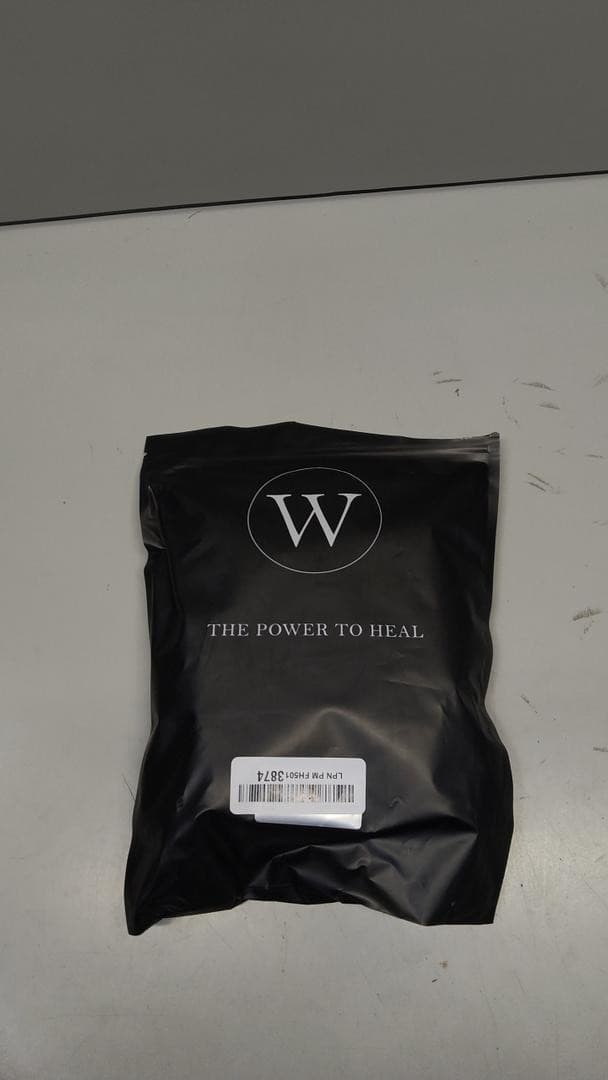 W
THE POWER TO HEAL
LPN PM FH5013874